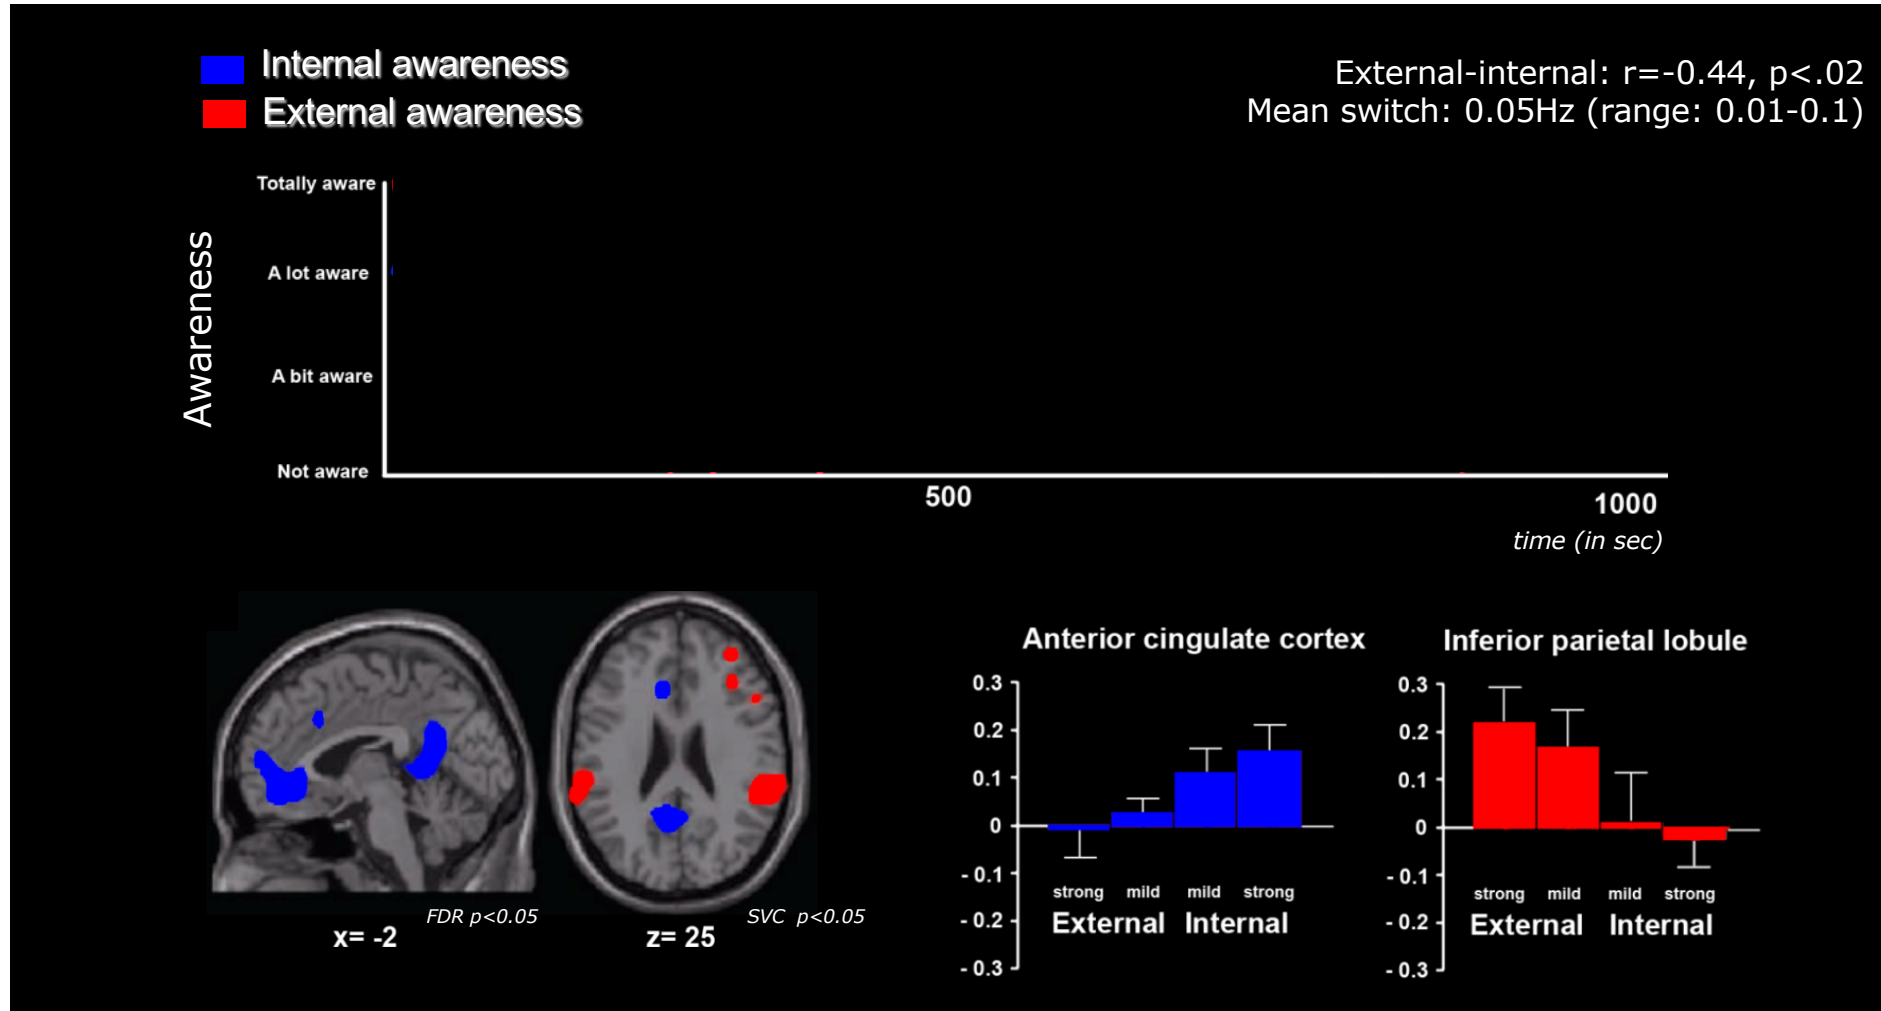 Internal awareness
External awareness
External-internal: r=-0.44, p<.02
Mean switch: 0.05Hz (range: 0.01-0.1)
Awareness
Totally aware
A lot aware
A bit aware
Not aware
500
1000
time (in sec)
x= -2
FDR p<0.05
z= 25
SVC p<0.05
Anterior cingulate cortex
0.3
0.2
0.1
0
- 0.1
- 0.2
- 0.3
strong mild mild strong
External Internal
Inferior parietal lobule
0.3
0.2
0.1
0
- 0.1
- 0.2
- 0.3
strong mild mild strong
External Internal